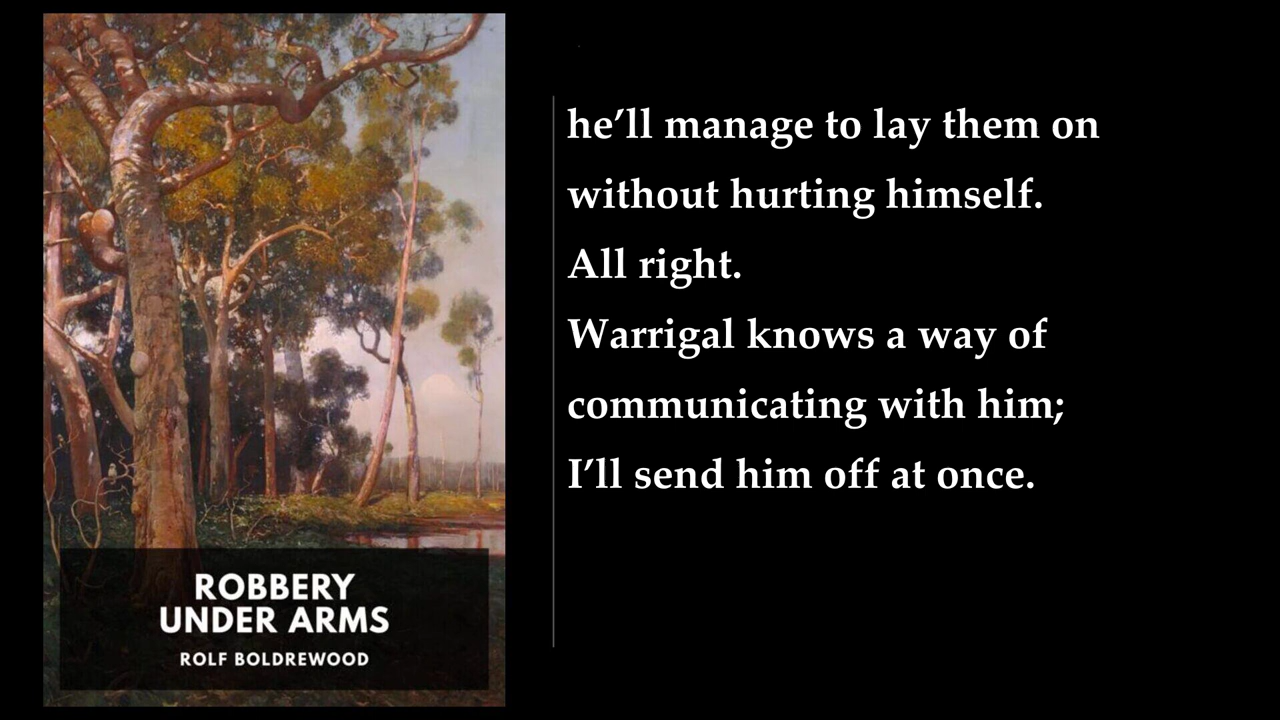 ROBBERY
UNDER ARMS
ROLF BOLDREWOOD
he’ll manage to lay them on
without hurting himself.
All right.
Warrigal knows a way of
communicating with him;
I’ll send him off at once.